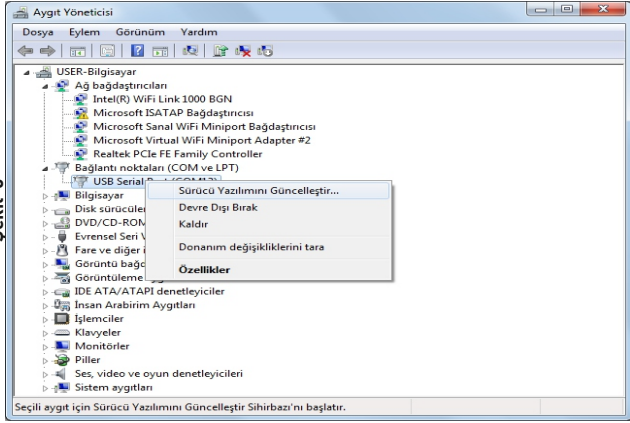 Aygıt Yöneticisi
Dosya Eylem Görünüm Yardım
USER-Bilgisayar
Ağ bağdaştırıcıları
Intel(R) WiFi Link 1000 BGN
Microsoft ISATAP Bağdaştırıcısı
Microsoft Sanal WiFi Miniport Bağdaştırıcısı
Microsoft Virtual WiFi Miniport Adapter #2
Realtek PCIe FE Family Controller
Bağlantı noktaları (COM ve LPT)
USB Serial Port (COM12)
Sürücü Yazılımını Güncelleştir...
Bilgisayar
Devre Dışı Bırak
Disk sürücüle
DVD/CD-ROM
Kaldır
Evrensel Seri
Fare ve diğer
Donanım değişikliklerini tara
Görüntü bağd
Özellikler
Görüntüleme
IDE ATA/ATAPI denetleyiciler
İnsan Arabirim Aygıtları
İşlemciler
Klavyeler
Monitörler
Piller
Ses, video ve oyun denetleyicileri
Sistem aygıtları
Seçili aygıt için Sürücü Yazılımını Güncelleştir Sihirbazı'nı başlatır.